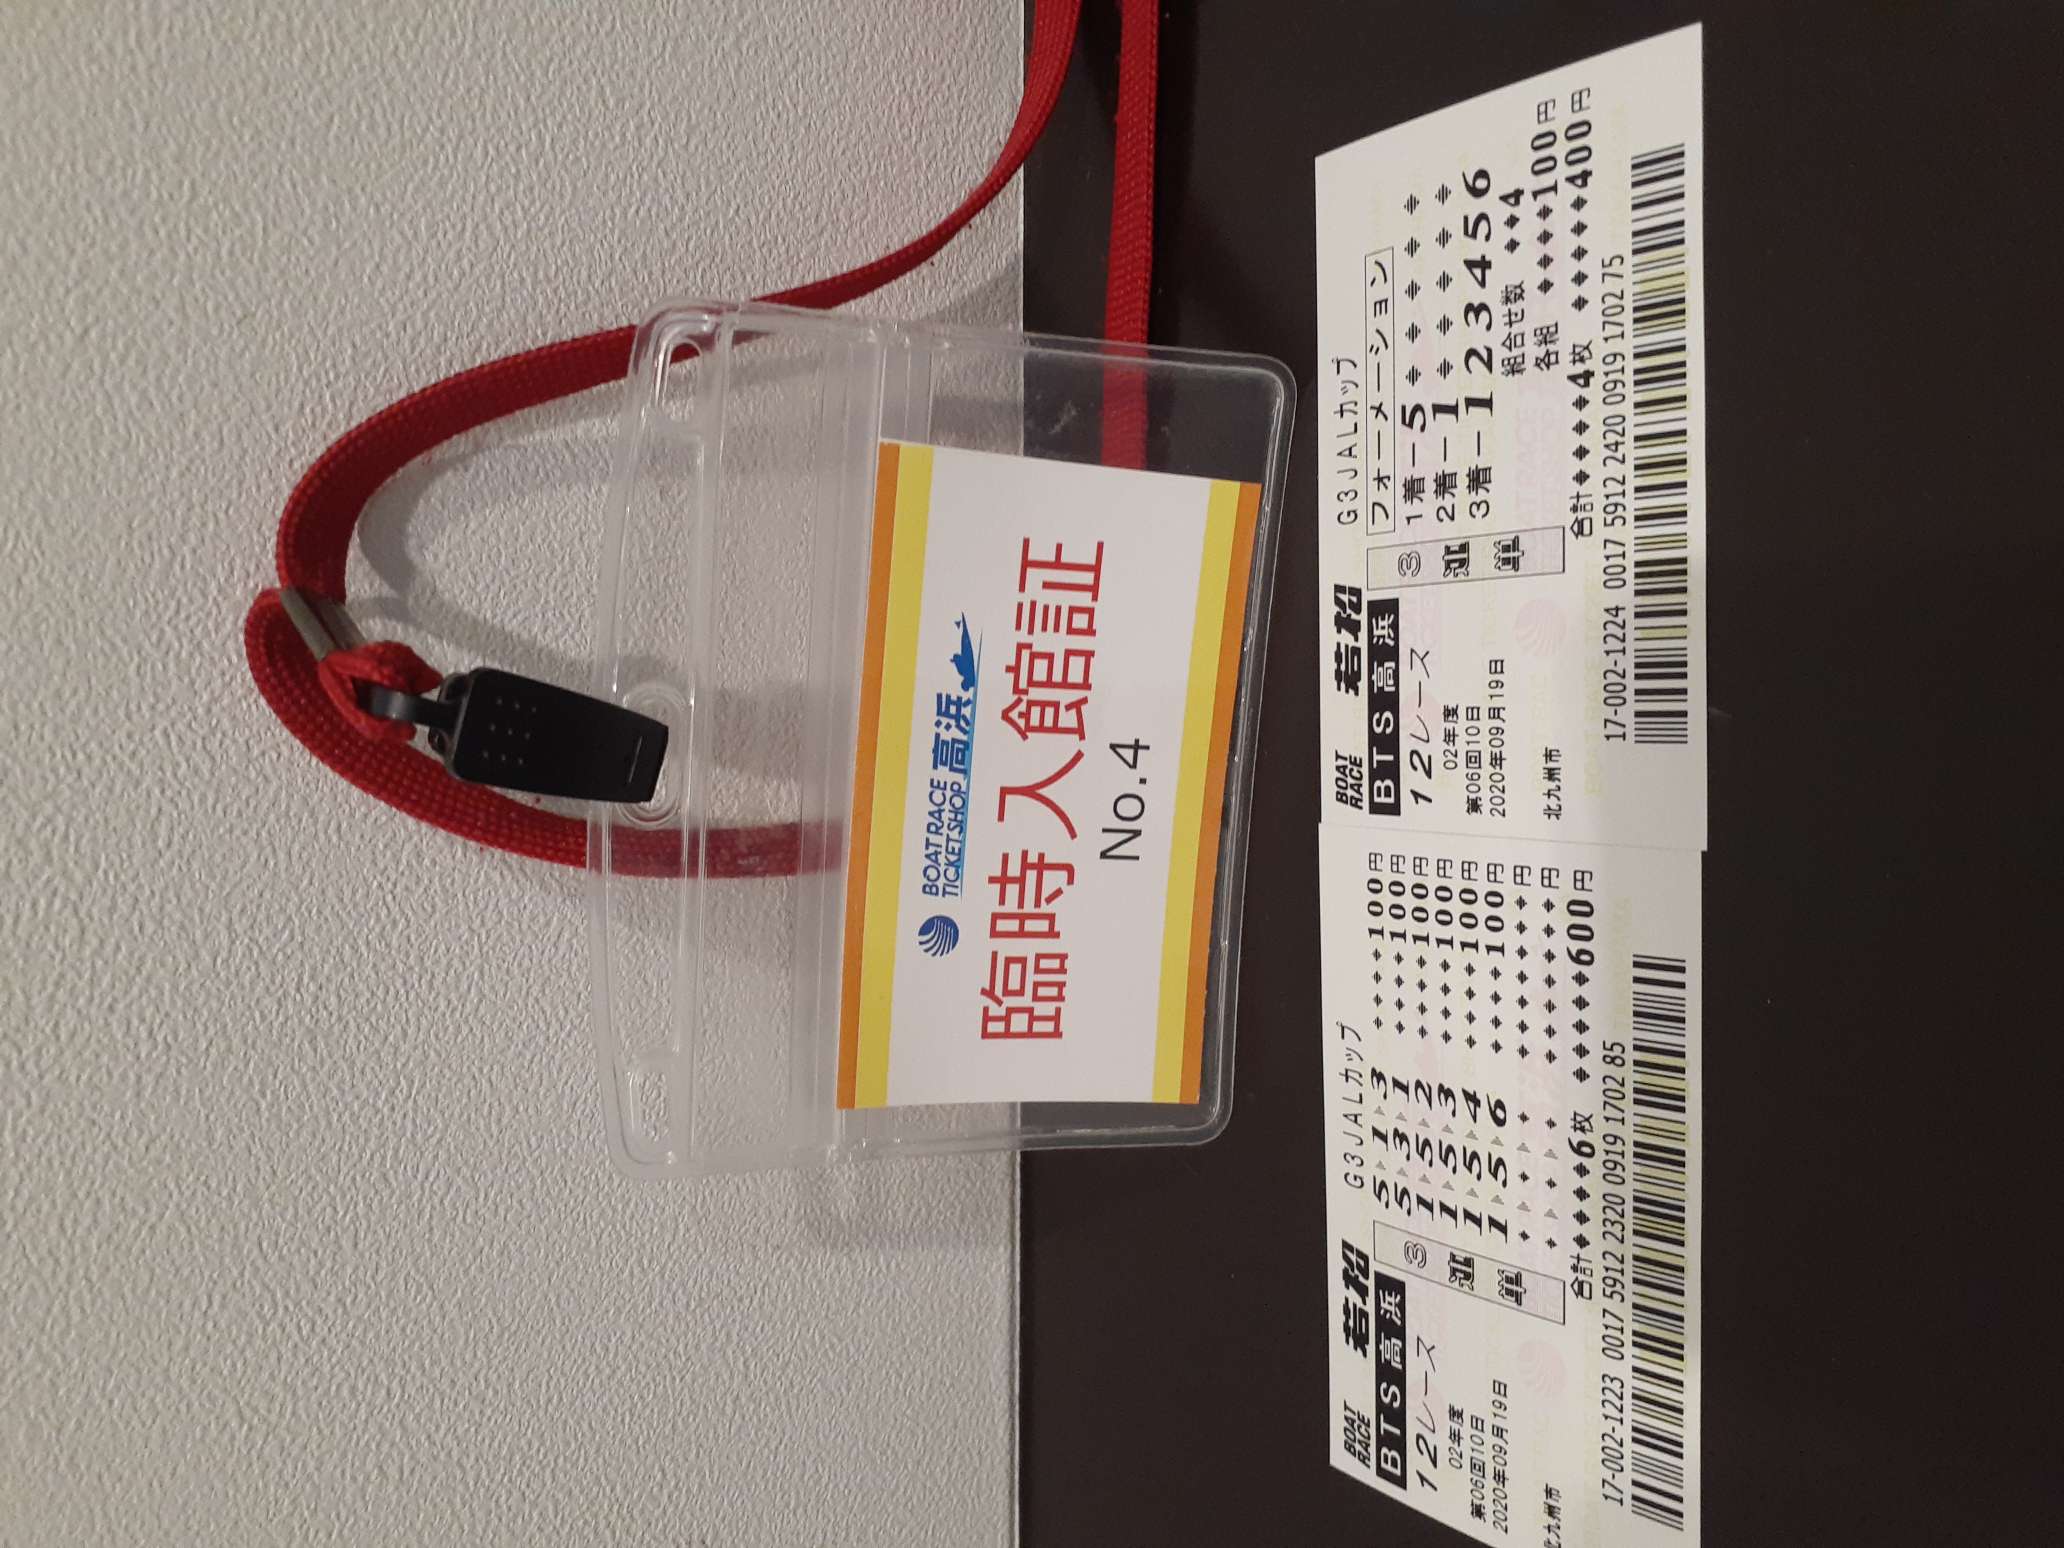 BOAT RACE
TICKET SHOP 高浜
臨時入館証
No.4
BOAT
RACE 若松 G3JALカップ
BTS高浜
12レース
02年度
第06回10日
2020年09月19日
北九州市
3連単
5▷1▷3 ◆◆◆◆100円
5▷3▷1 ◆◆◆◆100円
1▷5▷2 ◆◆◆◆100円
1▷5▷3 ◆◆◆◆100円
1▷5▷4 ◆◆◆◆100円
1▷5▷6 ◆◆◆◆100円
◆▷◆▷◆ ◆◆◆◆◆◆◆円
◆▷◆▷◆ ◆◆◆◆◆◆◆円
合計◆◆◆◆6枚 ◆◆◆◆◆600円
17-002-1223 0017 5912 2320 0919 1702 85
BOAT
RACE 若松 G3JALカップ
BTS高浜
12レース
02年度
第06回10日
2020年09月19日
北九州市
3連単
フォーメーション
1着-5◆◆◆◆◆
2着-1◆◆◆◆◆
3着-123456
組合せ数 ◆◆4
各組 ◆◆◆◆◆100円
合計◆◆◆◆4枚 ◆◆◆◆◆400円
17-002-1224 0017 5912 2420 0919 1702 75